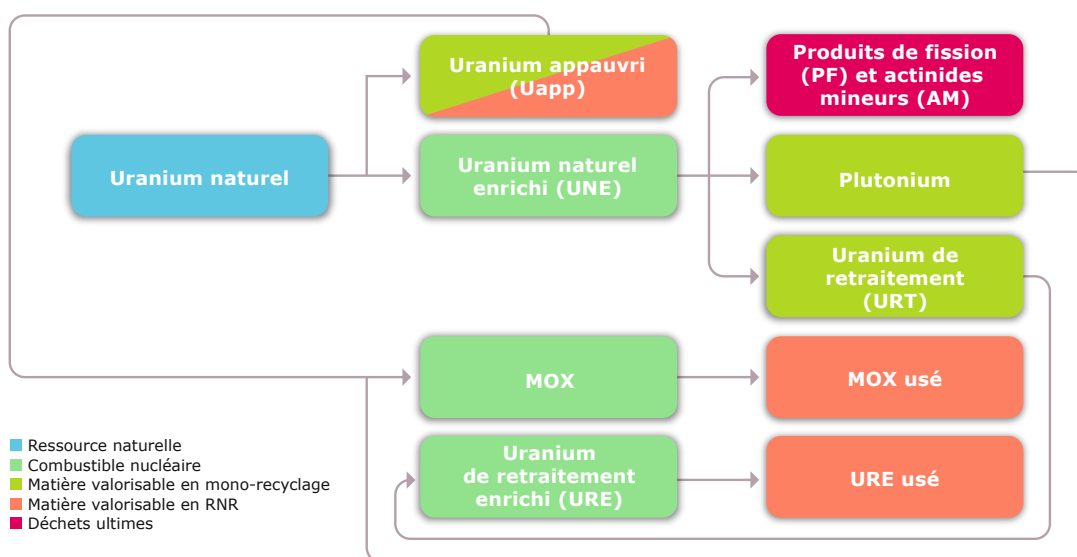 Uranium appauvri
(Uapp)
Produits de fission
(PF) et actinides
mineurs (AM)
Uranium naturel
Uranium naturel
enrichi (UNE)
Plutonium
Uranium de
retraitement
(URT)
MOX
MOX usé
Uranium
de retraitement
enrichi (URE)
URE usé
Ressource naturelle
Combustible nucléaire
Matière valorisable en mono-recyclage
Matière valorisable en RNR
Déchets ultimes